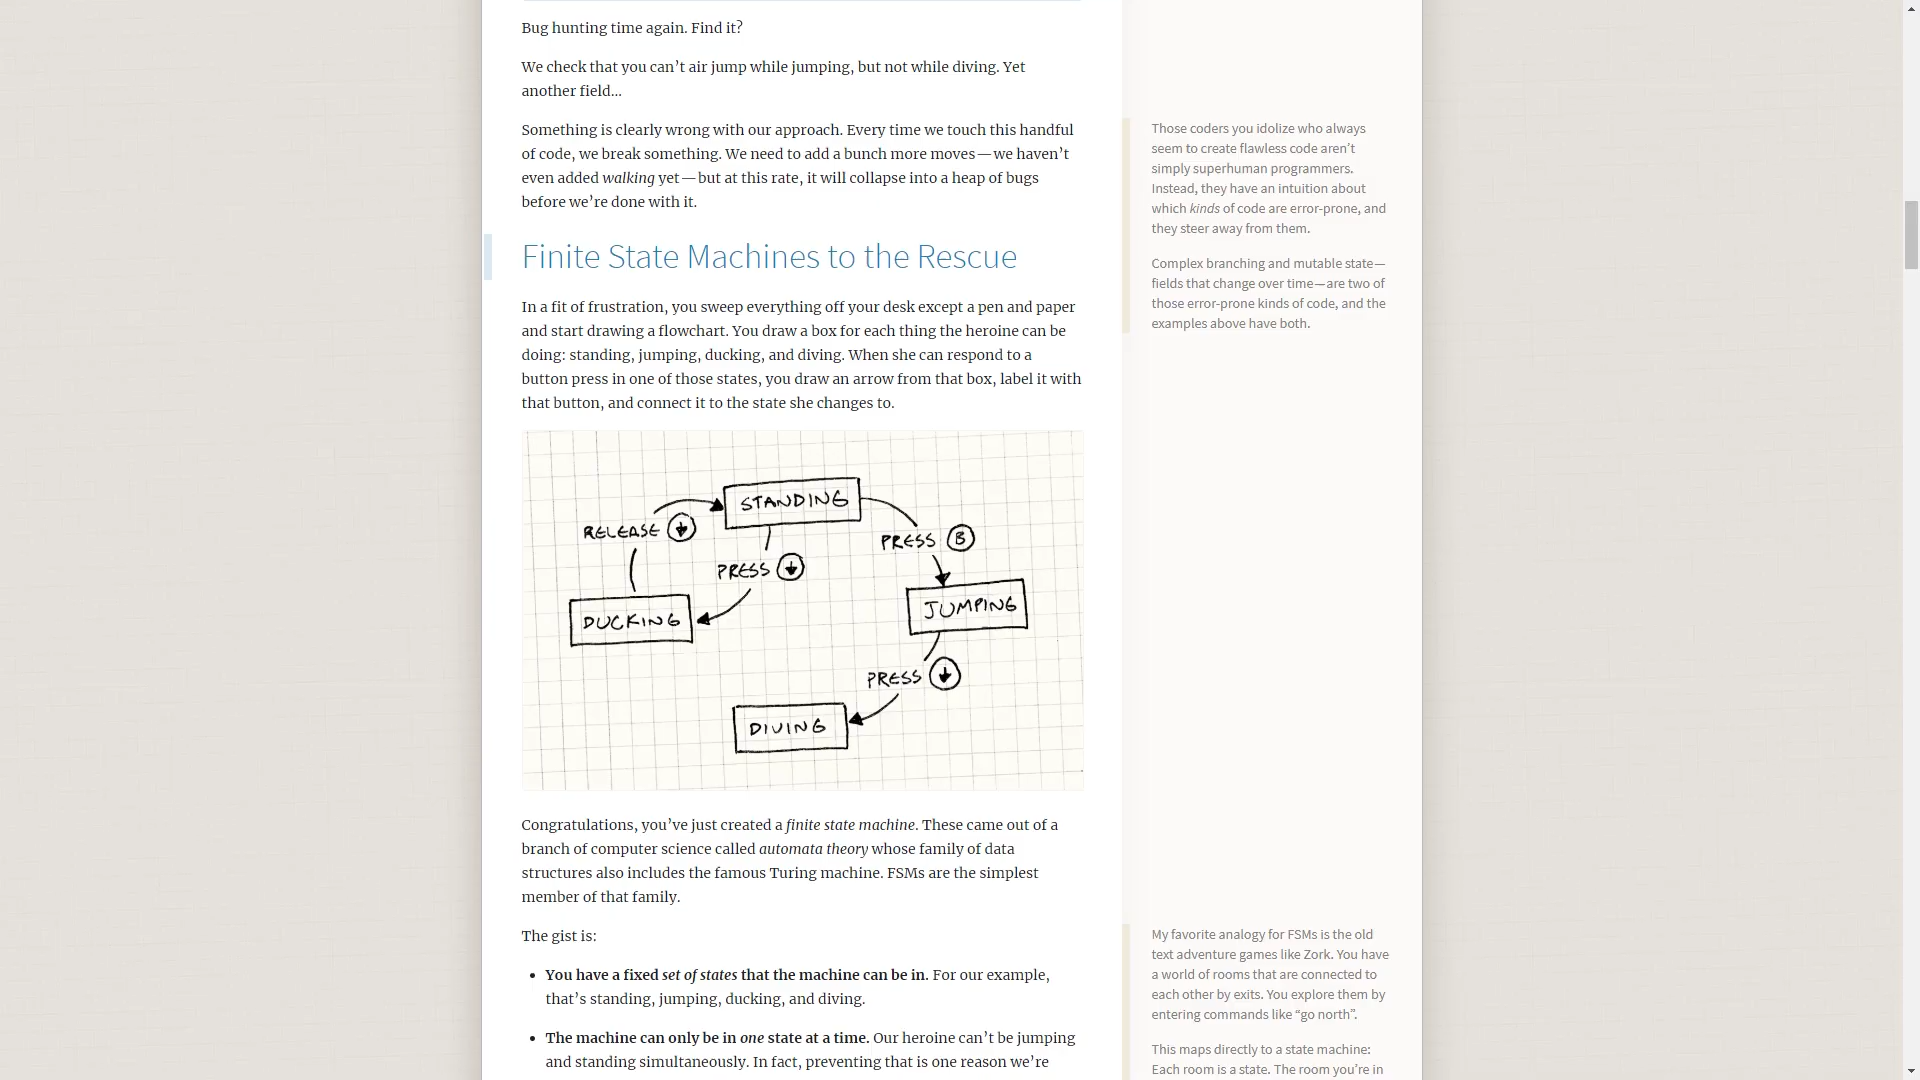 Bug hunting time again. Find it?
We check that you can’t air jump while jumping, but not while diving. Yet
another field…
Something is clearly wrong with our approach. Every time we touch this handful
of code, we break something. We need to add a bunch more moves — we haven’t
even added walking yet — but at this rate, it will collapse into a heap of bugs
before we’re done with it.
Those coders you idolize who always
seem to create flawless code aren’t
simply superhuman programmers.
Instead, they have an intuition about
which kinds of code are error-prone, and
they steer away from them.
Complex branching and mutable state —
fields that change over time — are two of
those error-prone kinds of code, and the
examples above have both.
Finite State Machines to the Rescue
In a fit of frustration, you sweep everything off your desk except a pen and paper
and start drawing a flowchart. You draw a box for each thing the heroine can be
doing: standing, jumping, ducking, and diving. When she can respond to a
button press in one of those states, you draw an arrow from that box, label it with
that button, and connect it to the state she changes to.
STANDING
RELEASE ↓
PRESS B
PRESS ↓
JUMPING
DUCKING
PRESS ↓
DIVING
Congratulations, you’ve just created a finite state machine. These came out of a
branch of computer science called automata theory whose family of data
structures also includes the famous Turing machine. FSMs are the simplest
member of that family.
The gist is:
• You have a fixed set of states that the machine can be in. For our example,
that’s standing, jumping, ducking, and diving.
• The machine can only be in one state at a time. Our heroine can’t be jumping
and standing simultaneously. In fact, preventing that is one reason we’re
My favorite analogy for FSMs is the old
text adventure games like Zork. You have
a world of rooms that are connected to
each other by exits. You explore them by
entering commands like “go north”.
This maps directly to a state machine:
Each room is a state. The room you’re in